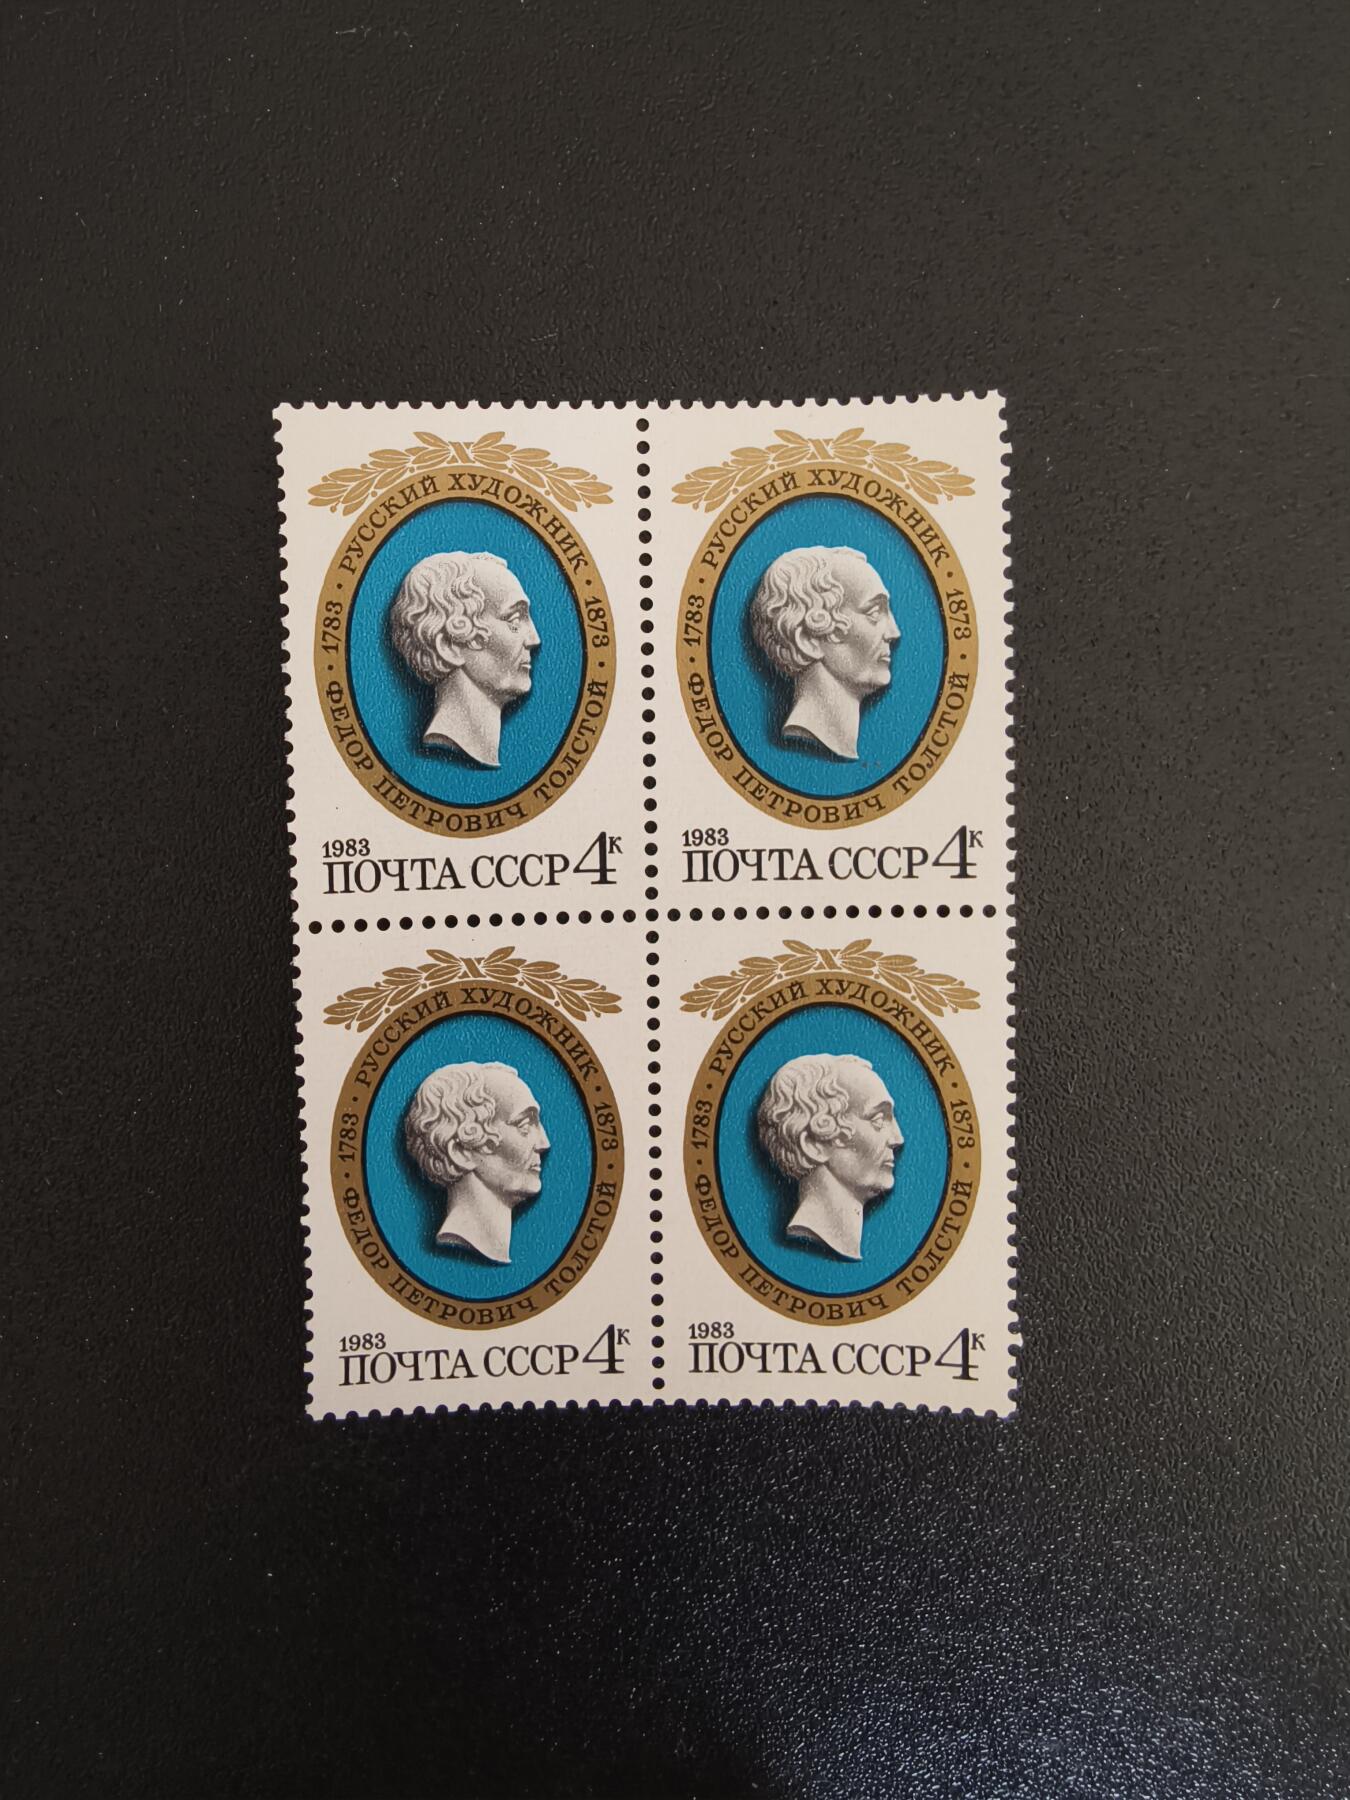 РУССКИЙ ХУДОЖНИК · 1873 · ФЕДОР ПЕТРОВИЧ ТОЛСТОЙ · 1783 ·
1983
ПОЧТА СССР 4к
РУССКИЙ ХУДОЖНИК · 1873 · ФЕДОР ПЕТРОВИЧ ТОЛСТОЙ · 1783 ·
1983
ПОЧТА СССР 4к
РУССКИЙ ХУДОЖНИК · 1873 · ФЕДОР ПЕТРОВИЧ ТОЛСТОЙ · 1783 ·
1983
ПОЧТА СССР 4к
РУССКИЙ ХУДОЖНИК · 1873 · ФЕДОР ПЕТРОВИЧ ТОЛСТОЙ · 1783 ·
1983
ПОЧТА СССР 4к